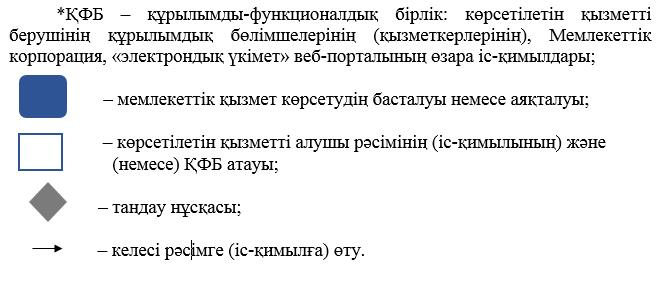 *ҚФБ – құрылымды-функционалдық бірлік: көрсетілетін қызметті
берушінің құрылымдық бөлімшелерінің (қызметкерлерінің), Мемлекеттік
корпорация, «электрондық үкімет» веб-порталының өзара іс-қимылдары;
– мемлекеттік қызмет көрсетудің басталуы немесе аяқталуы;
– көрсетілетін қызметті алушы рәсімінің (іс-қимылының) және
(немесе) ҚФБ атауы;
– таңдау нұсқасы;
– келесі рәсімге (іс-қимылға) өту.